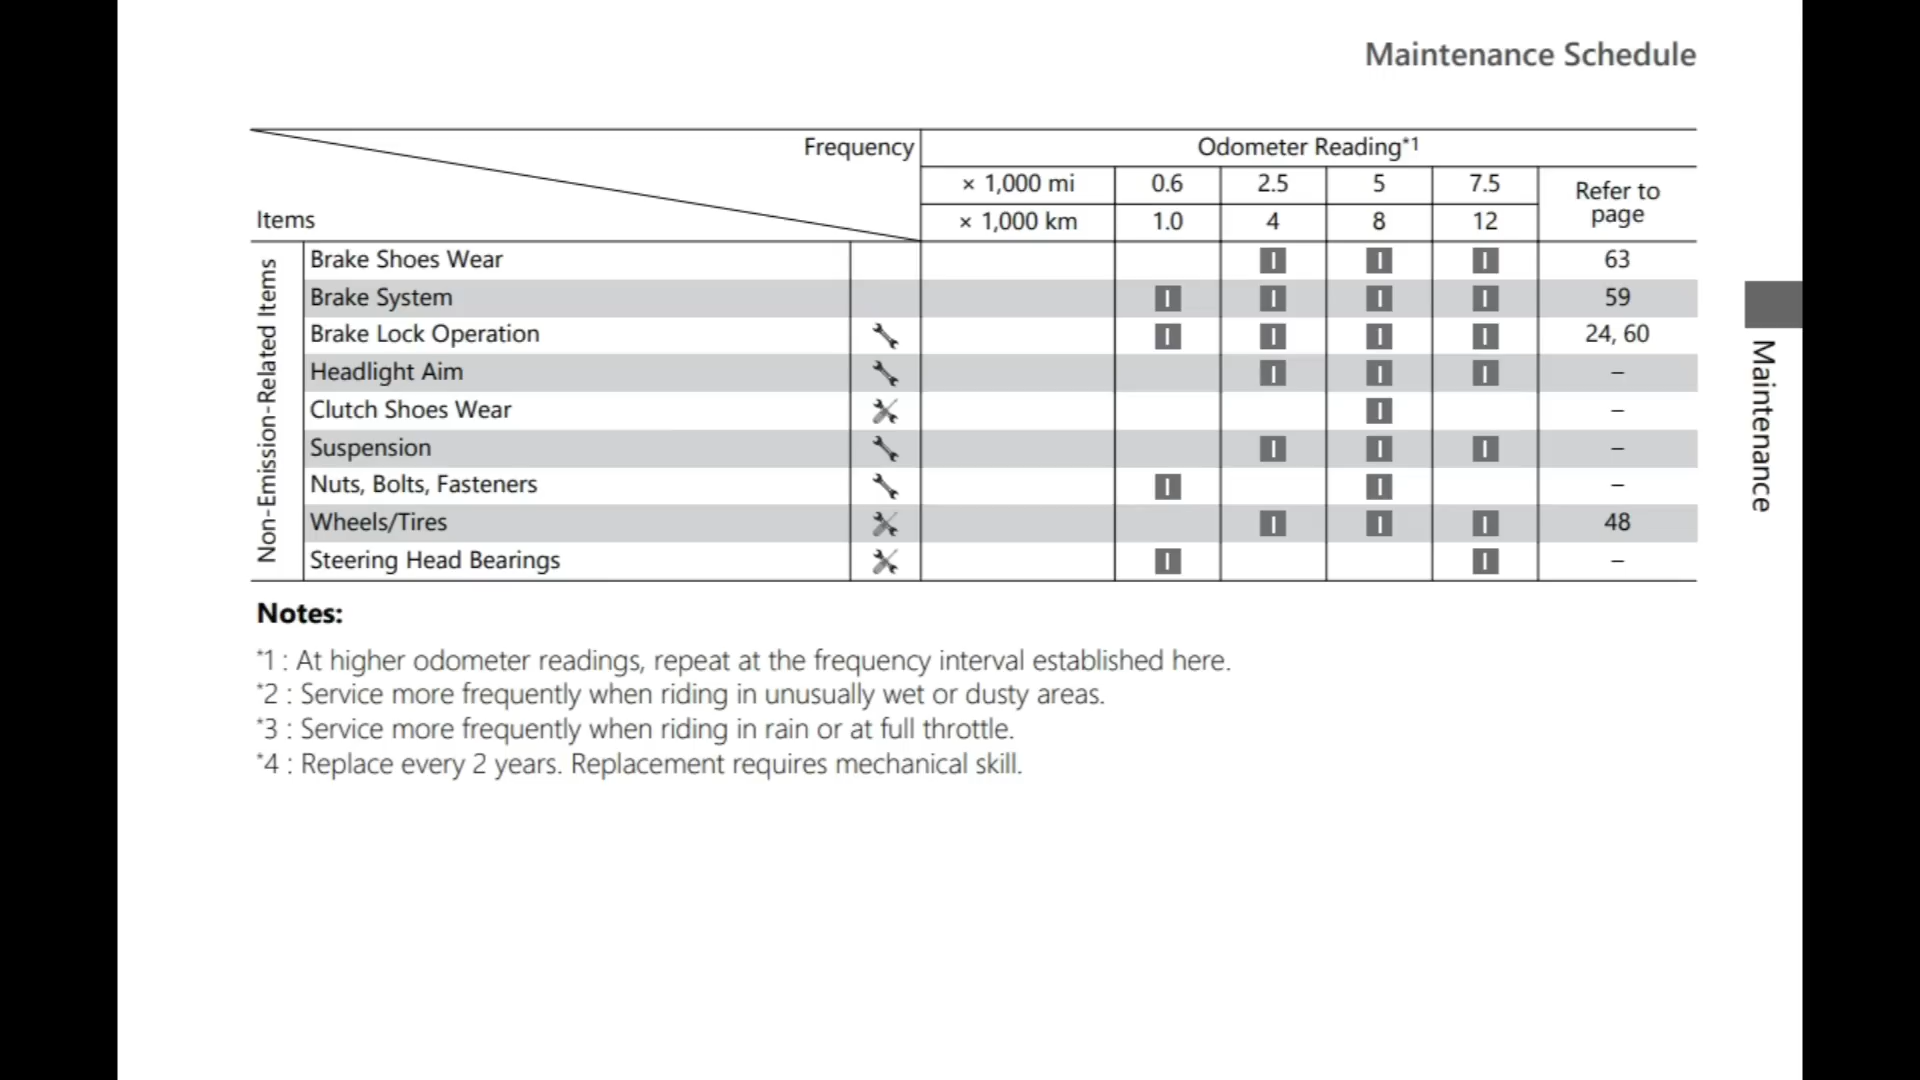 Maintenance Schedule
Frequency Odometer Reading*1
× 1,000 mi 0.6 2.5 5 7.5 Refer to page
Items × 1,000 km 1.0 4 8 12
Non-Emission-Related Items
Brake Shoes Wear I I I 63
Brake System I I I I 59
Brake Lock Operation I I I I 24, 60
Headlight Aim I I I –
Clutch Shoes Wear I –
Suspension I I I –
Nuts, Bolts, Fasteners I I –
Wheels/Tires I I I 48
Steering Head Bearings I I –
Maintenance
Notes:
*1 : At higher odometer readings, repeat at the frequency interval established here.
*2 : Service more frequently when riding in unusually wet or dusty areas.
*3 : Service more frequently when riding in rain or at full throttle.
*4 : Replace every 2 years. Replacement requires mechanical skill.